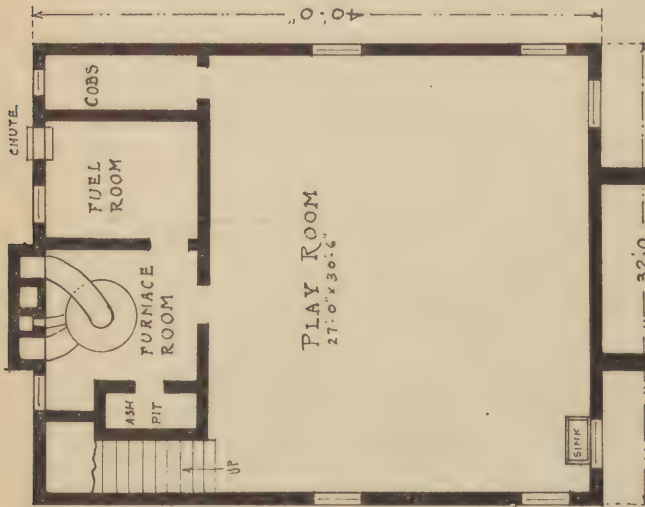 40'.0"
CHUTE
COBS
FUEL
ROOM
FURNACE
ROOM
ASH
PIT
UP
PLAY ROOM
27'.0" x 30'.6"
SINK
32'.0